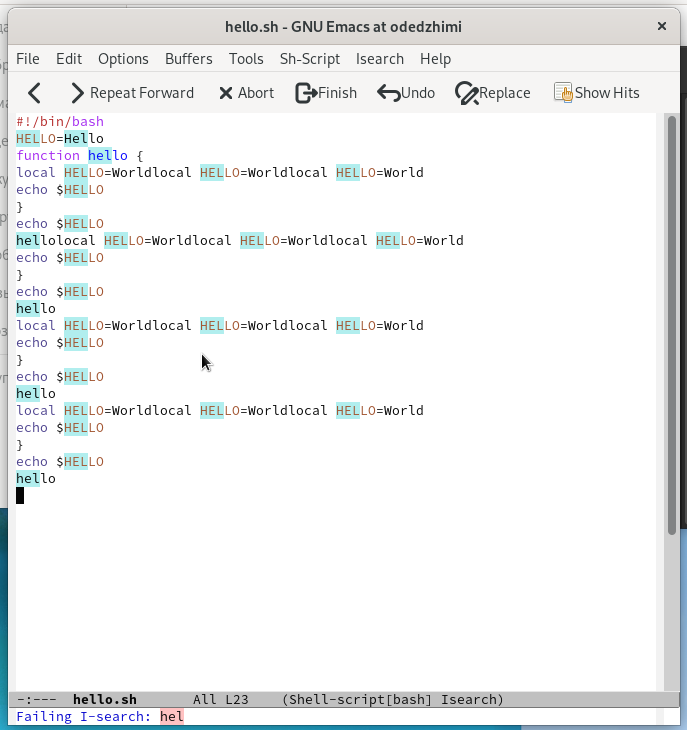 hello.sh - GNU Emacs at odedzhimi
File Edit Options Buffers Tools Sh-Script Isearch Help
Repeat Forward Abort Finish Undo Replace Show Hits
#!/bin/bash
HELLO=Hello
function hello {
local HELLO=Worldlocal HELLO=Worldlocal HELLO=World
echo $HELLO
}
echo $HELLO
hellolocal HELLO=Worldlocal HELLO=Worldlocal HELLO=World
echo $HELLO
}
echo $HELLO
hello
local HELLO=Worldlocal HELLO=Worldlocal HELLO=World
echo $HELLO
}
echo $HELLO
hello
local HELLO=Worldlocal HELLO=Worldlocal HELLO=World
echo $HELLO
}
echo $HELLO
hello
-:--- hello.sh All L23 (Shell-script[bash] Isearch)
Failing I-search: hel